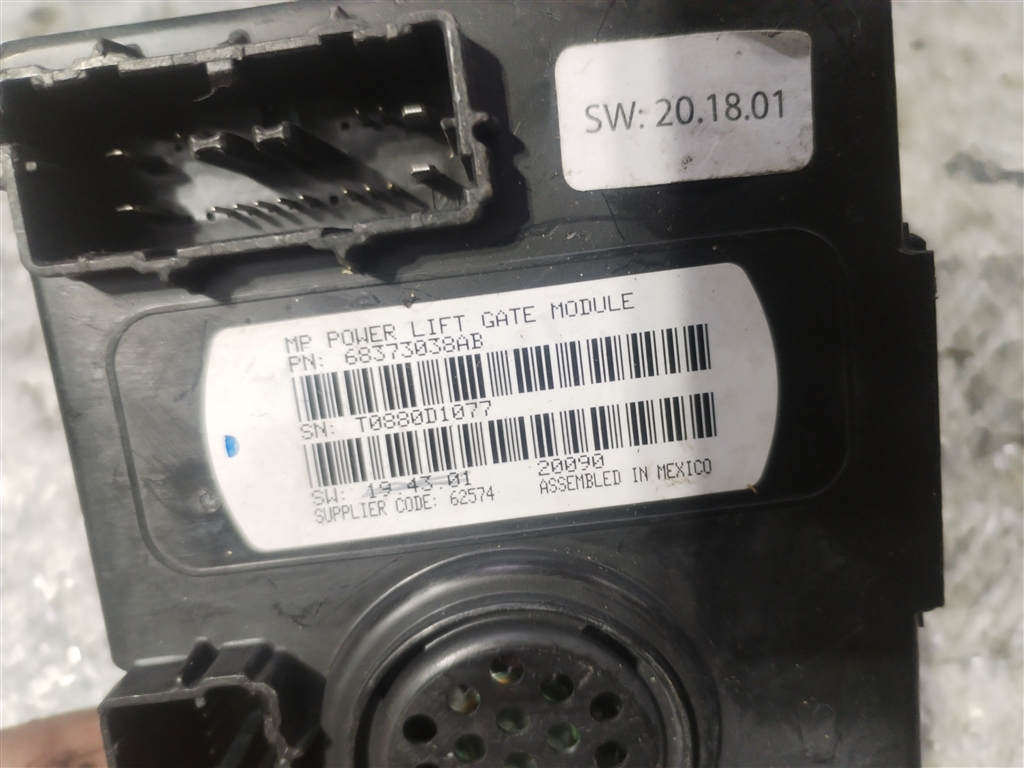 SW: 20.18.01
MP POWER LIFT GATE MODULE
PN: 68373038AB
SN: T0880D1077
SW: 19 43 01 20090
SUPPLIER CODE: 62574 ASSEMBLED IN MEXICO